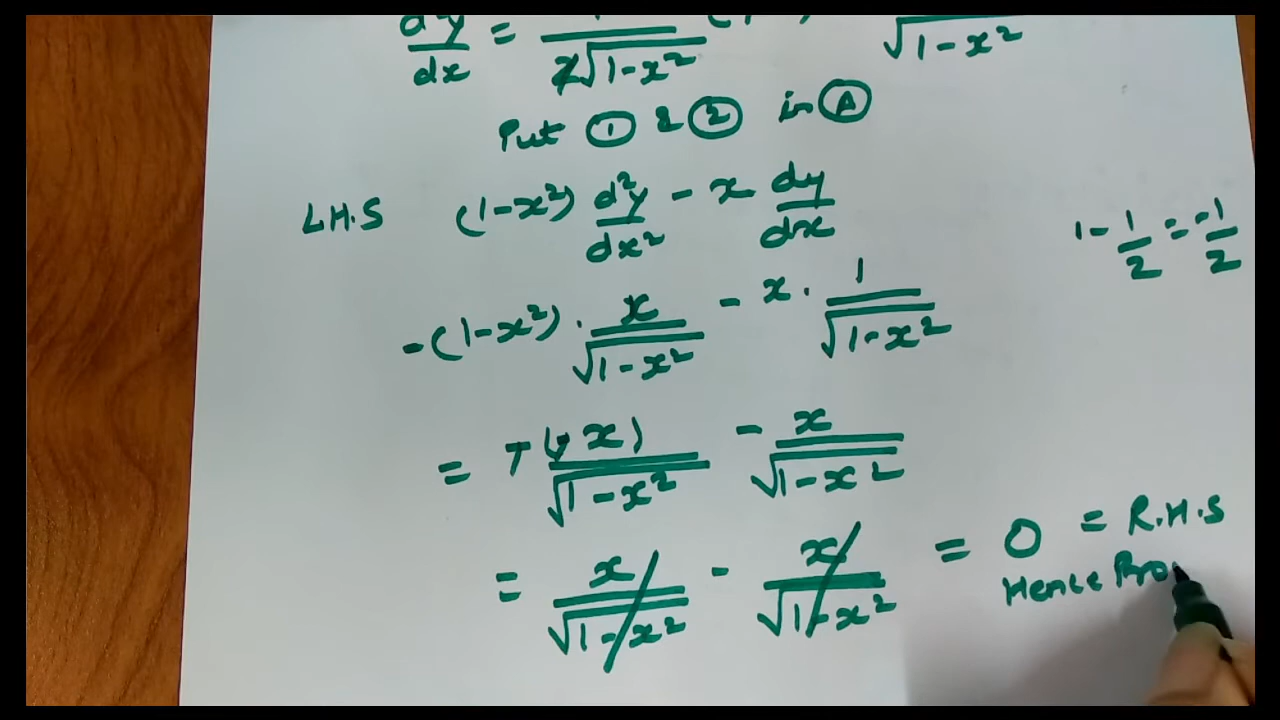 dy/dx = 1/2√1-x² (1 - √1-x²
Put ① & ② in Ⓐ
L.H.S (1-x²) d²y/dx² - x dy/dx
1 - 1/2 = -1/2
-(1-x²) . x/√1-x² - x . 1/√1-x²
= + (-x)/√1-x² - x/√1-x²
= x/√1-x² - x/√1-x² = 0 = R.H.S
Hence Pro